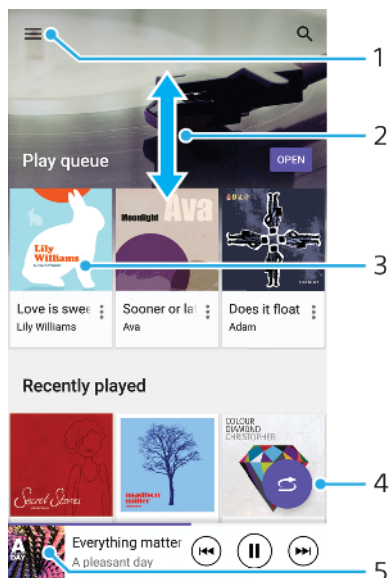 1
2
Play queue
OPEN
Moonlight
Ava
Lily
Williams
3
Love is swee
Sooner or la
Does it float
Lily Williams
Ava
Adam
Recently played
COLOUR
DIAMOND
CHRISTOPHER
Secret Stories
madison
4
A
DAY
Everything matter
A pleasant day
5